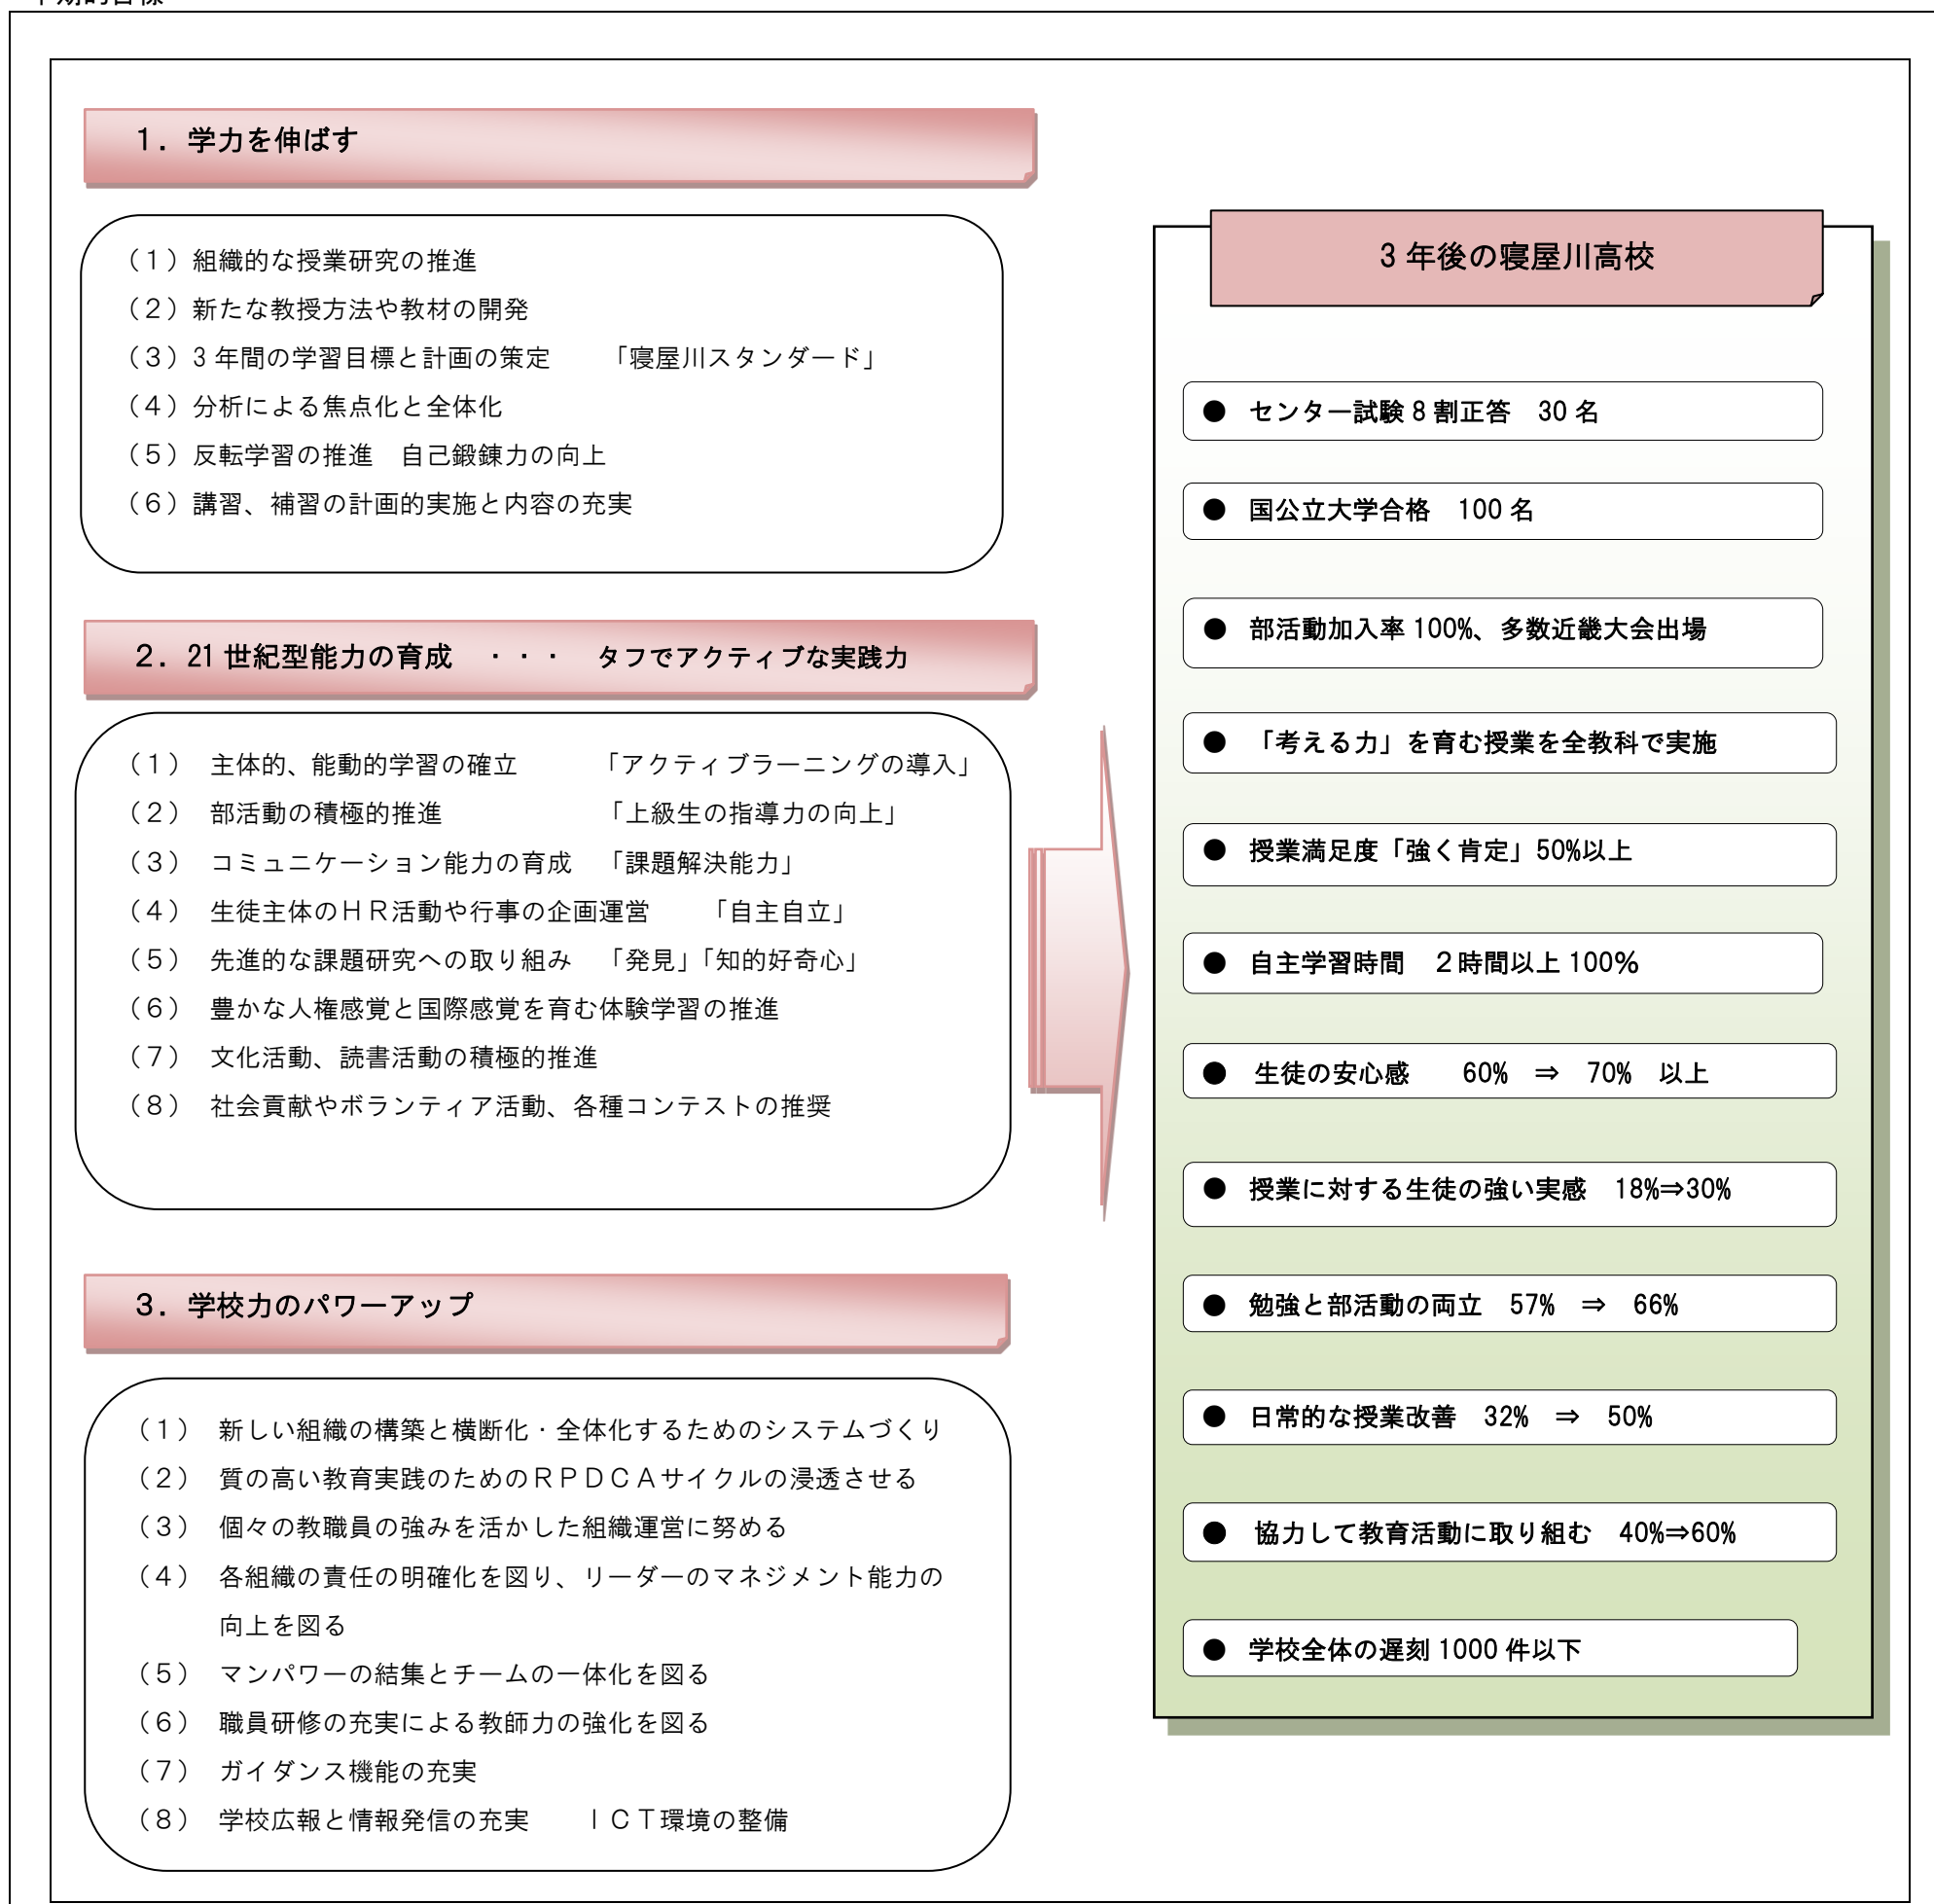 1．学力を伸ばす
（1）組織的な授業研究の推進
（2）新たな教授方法や教材の開発
（3）3年間の学習目標と計画の策定　　「寝屋川スタンダード」
（4）分析による焦点化と全体化
（5）反転学習の推進　自己鍛錬力の向上
（6）講習、補習の計画的実施と内容の充実
2．21世紀型能力の育成　・・・　タフでアクティブな実践力
（1）　主体的、能動的学習の確立　　　「アクティブラーニングの導入」
（2）　部活動の積極的推進　　　　　　「上級生の指導力の向上」
（3）　コミュニケーション能力の育成　「課題解決能力」
（4）　生徒主体のＨＲ活動や行事の企画運営　　「自主自立」
（5）　先進的な課題研究への取り組み　「発見」「知的好奇心」
（6）　豊かな人権感覚と国際感覚を育む体験学習の推進
（7）　文化活動、読書活動の積極的推進
（8）　社会貢献やボランティア活動、各種コンテストの推奨
3．学校力のパワーアップ
（1）　新しい組織の構築と横断化・全体化するためのシステムづくり
（2）　質の高い教育実践のためのＲＰＤＣＡサイクルの浸透させる
（3）　個々の教職員の強みを活かした組織運営に努める
（4）　各組織の責任の明確化を図り、リーダーのマネジメント能力の
向上を図る
（5）　マンパワーの結集とチームの一体化を図る
（6）　職員研修の充実による教師力の強化を図る
（7）　ガイダンス機能の充実
（8）　学校広報と情報発信の充実　　ＩＣＴ環境の整備
3年後の寝屋川高校
●　センター試験8割正答　30名
●　国公立大学合格　100名
●　部活動加入率100%、多数近畿大会出場
●　「考える力」を育む授業を全教科で実施
●　授業満足度「強く肯定」50%以上
●　自主学習時間　2時間以上100%
●　生徒の安心感　　60%　⇒　70%　以上
●　授業に対する生徒の強い実感　18%⇒30%
●　勉強と部活動の両立　57%　⇒　66%
●　日常的な授業改善　32%　⇒　50%
●　協力して教育活動に取り組む　40%⇒60%
●　学校全体の遅刻1000件以下